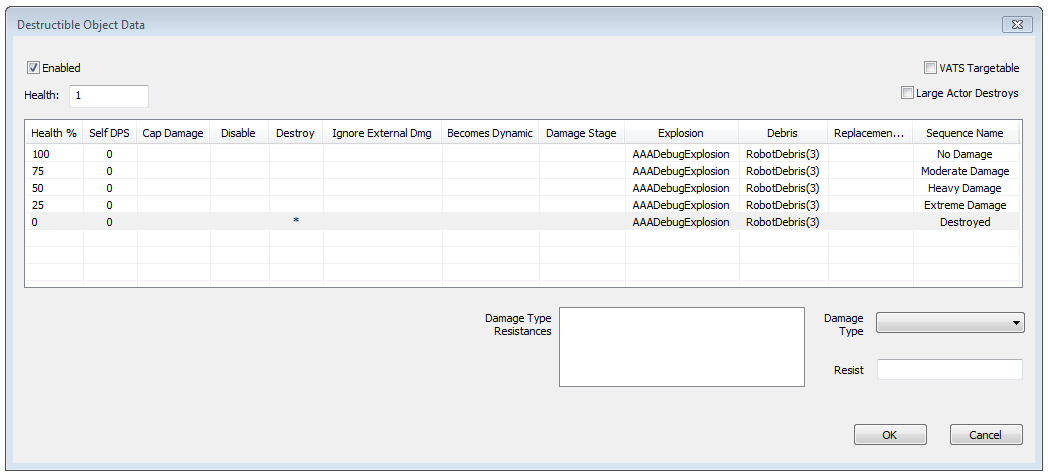 Destructible Object Data
Enabled
VATS Targetable
Health: 1
Large Actor Destroys
Health % Self DPS Cap Damage Disable Destroy Ignore External Dmg Becomes Dynamic Damage Stage Explosion Debris Replacemen... Sequence Name
100 0 AAADebugExplosion RobotDebris(3) No Damage
75 0 AAADebugExplosion RobotDebris(3) Moderate Damage
50 0 AAADebugExplosion RobotDebris(3) Heavy Damage
25 0 AAADebugExplosion RobotDebris(3) Extreme Damage
0 0 * AAADebugExplosion RobotDebris(3) Destroyed
Damage Type
Resistances
Damage
Type
Resist
OK Cancel